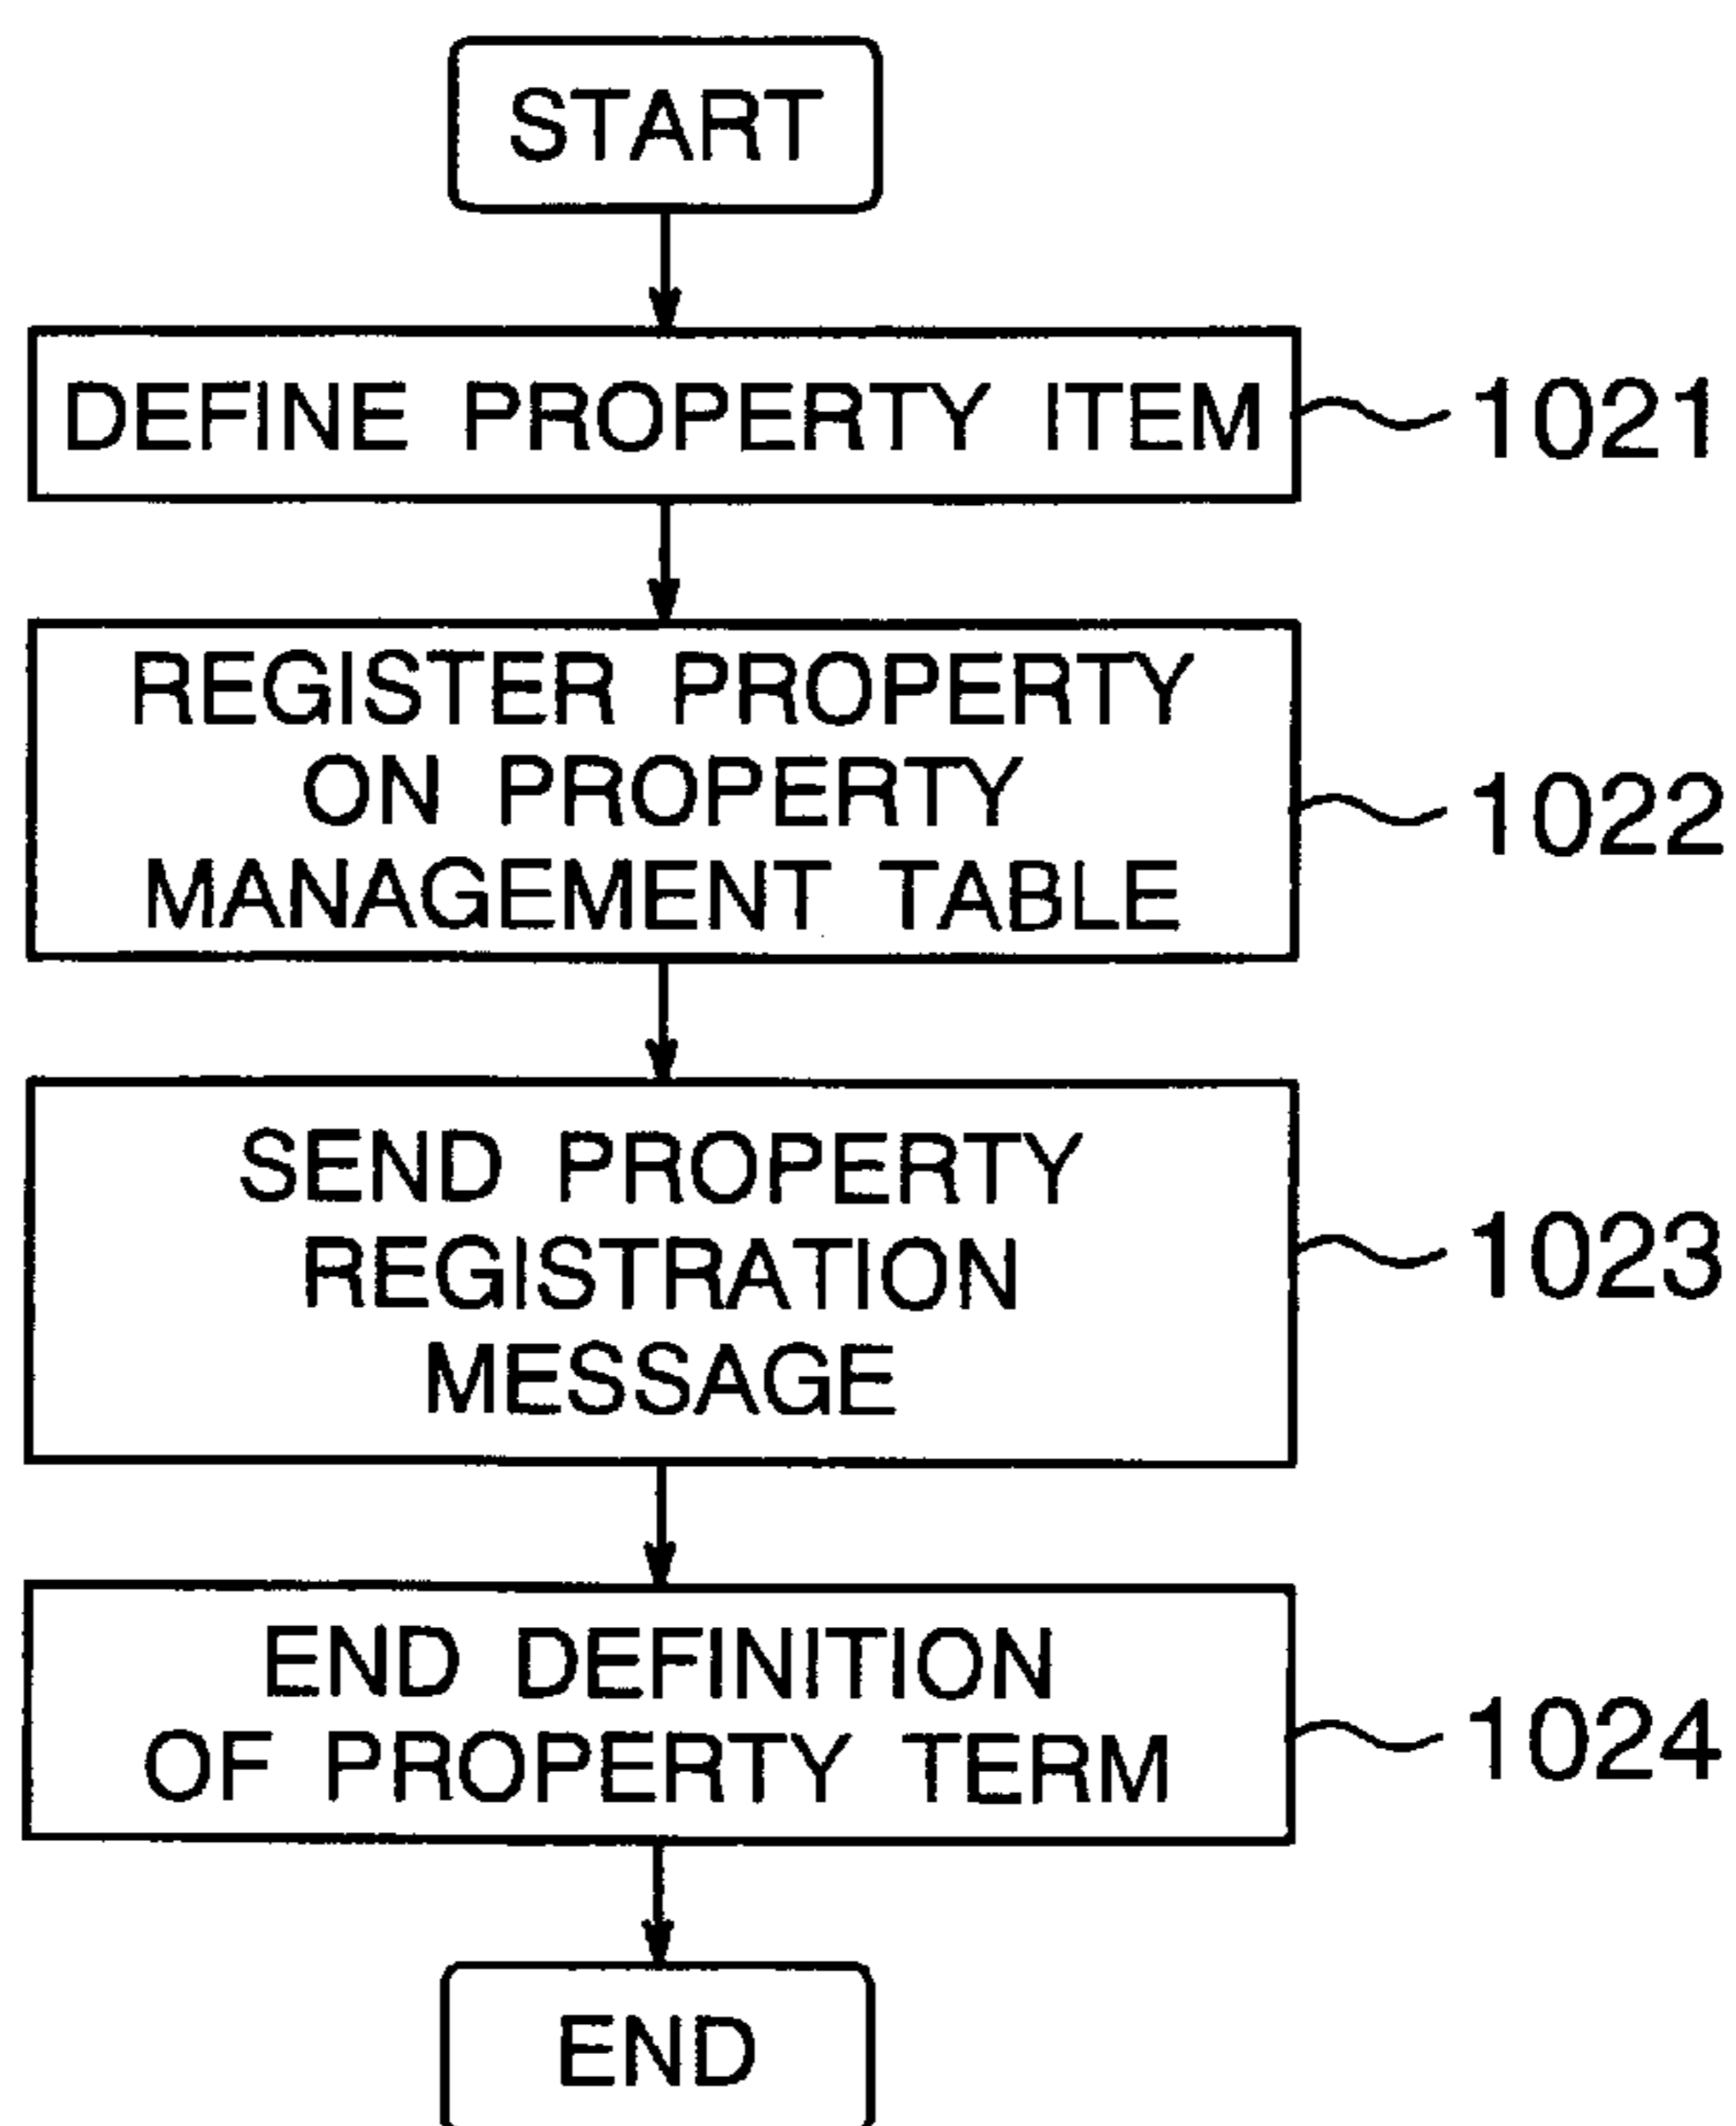 START
DEFINE PROPERTY ITEM
1021
REGISTER PROPERTY
ON PROPERTY
MANAGEMENT TABLE
1022
SEND PROPERTY
REGISTRATION
MESSAGE
1023
END DEFINITION
OF PROPERTY TERM
1024
END